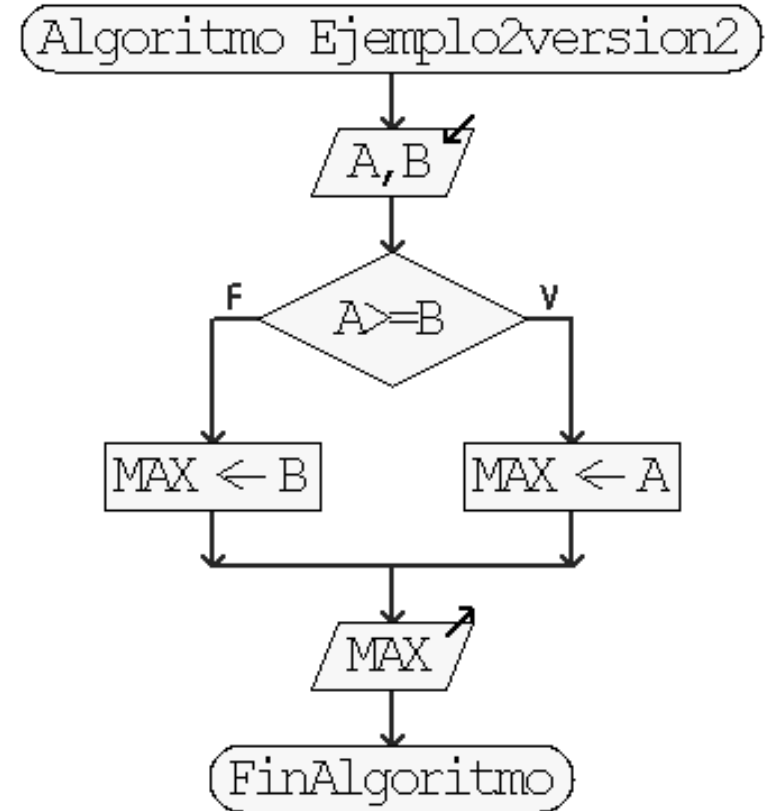 Algoritmo Ejemplo2version2
A,B
F
V
A>=B
MAX ← B
MAX ← A
MAX
FinAlgoritmo